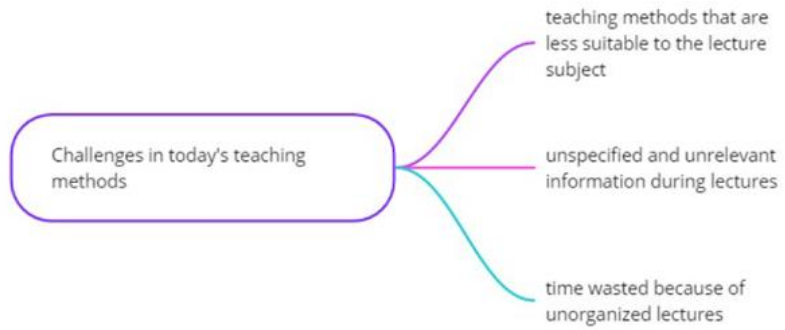 teaching methods that are
less suitable to the lecture
subject
Challenges in today's teaching
methods
unspecified and unrelevant
information during lectures
time wasted because of
unorganized lectures